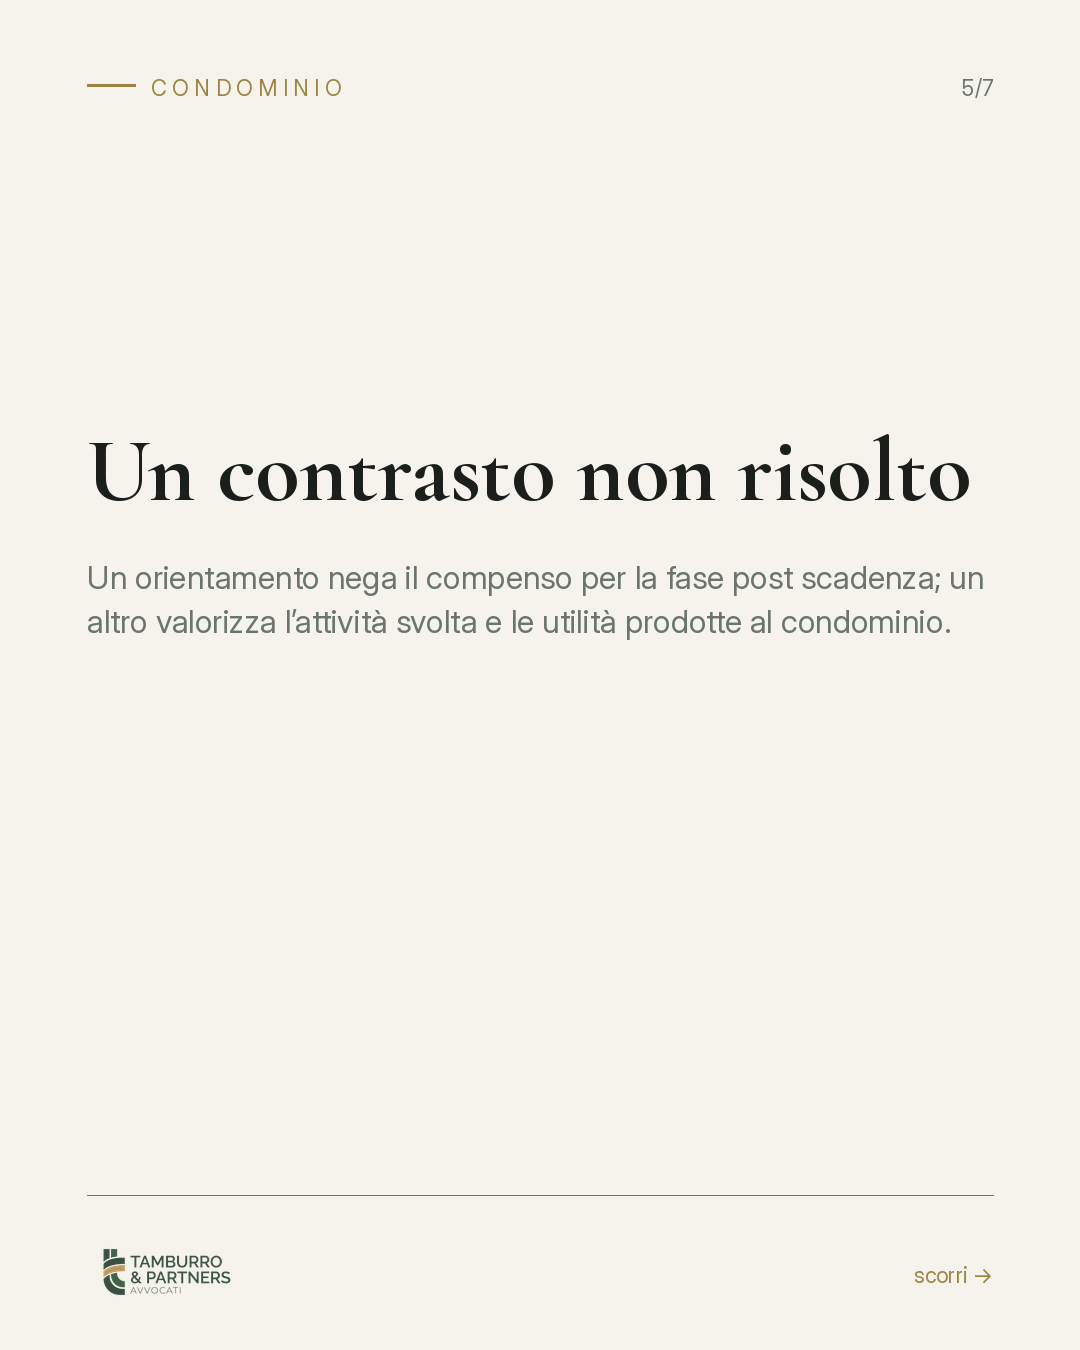 CONDOMINIO
5/7
Un contrasto non risolto
Un orientamento nega il compenso per la fase post scadenza; un
altro valorizza l’attività svolta e le utilità prodotte al condominio.
TAMBURRO
& PARTNERS
AVVOCATI
scorri →